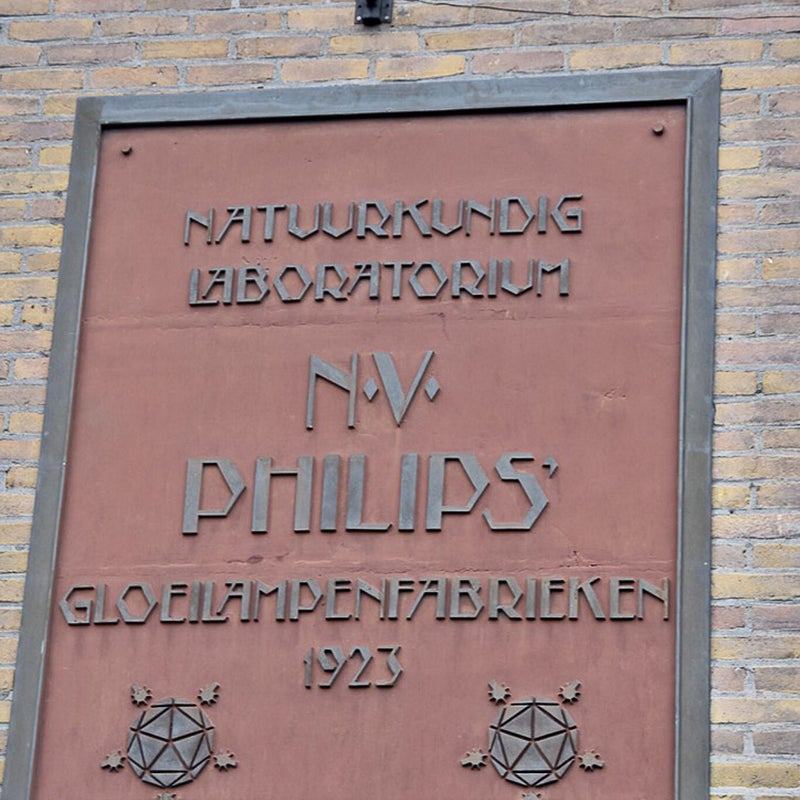 NATUURKUNDIG
LABORATORIUM
N·V·
PHILIPS'
GLOEILAMPENFABRIEKEN
1923